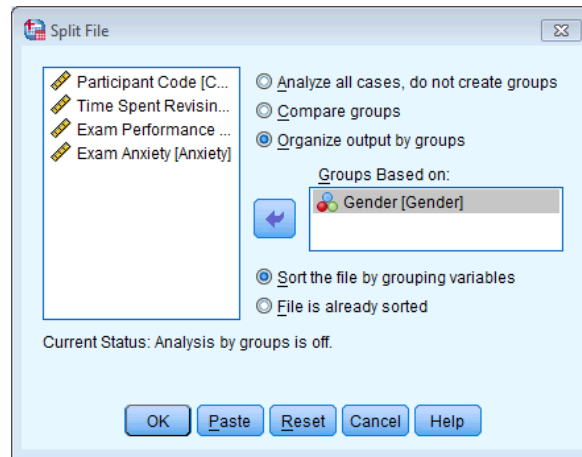 Split File
Participant Code [C...
Time Spent Revisin...
Exam Performance ...
Exam Anxiety [Anxiety]
Analyze all cases, do not create groups
Compare groups
Organize output by groups
Groups Based on:
Gender [Gender]
Sort the file by grouping variables
File is already sorted
Current Status: Analysis by groups is off.
OK
Paste
Reset
Cancel
Help